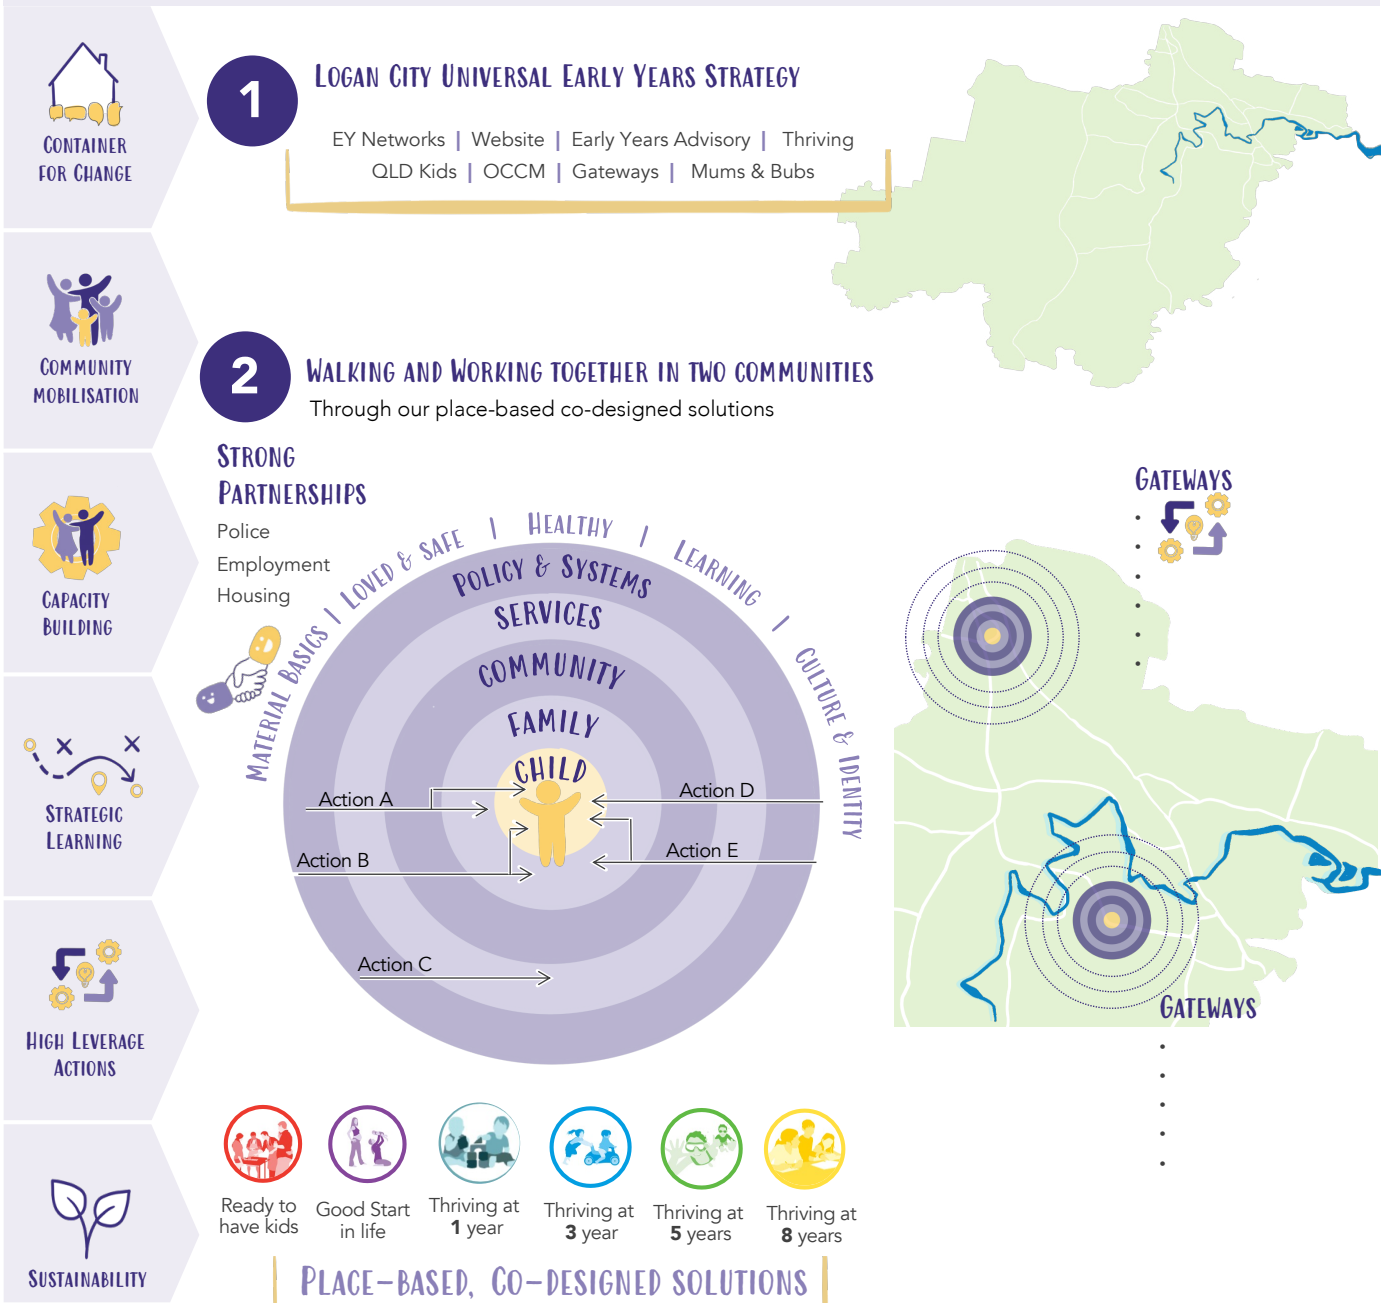 CONTAINER
FOR CHANGE
COMMUNITY
MOBILISATION
CAPACITY
BUILDING
STRATEGIC
LEARNING
HIGH LEVERAGE
ACTIONS
SUSTAINABILITY
1
LOGAN CITY UNIVERSAL EARLY YEARS STRATEGY
EY Networks | Website | Early Years Advisory | Thriving
QLD Kids | OCCM | Gateways | Mums & Bubs
2
WALKING AND WORKING TOGETHER IN TWO COMMUNITIES
Through our place-based co-designed solutions
STRONG
PARTNERSHIPS
Police
Employment
Housing
MATERIAL BASICS | LOVED & SAFE | HEALTHY | LEARNING | CULTURE & IDENTITY
POLICY & SYSTEMS
SERVICES
COMMUNITY
FAMILY
CHILD
Action A
Action B
Action C
Action D
Action E
GATEWAYS
GATEWAYS
Ready to
have kids
Good Start
in life
Thriving at
1 year
Thriving at
3 year
Thriving at
5 years
Thriving at
8 years
PLACE-BASED, CO-DESIGNED SOLUTIONS